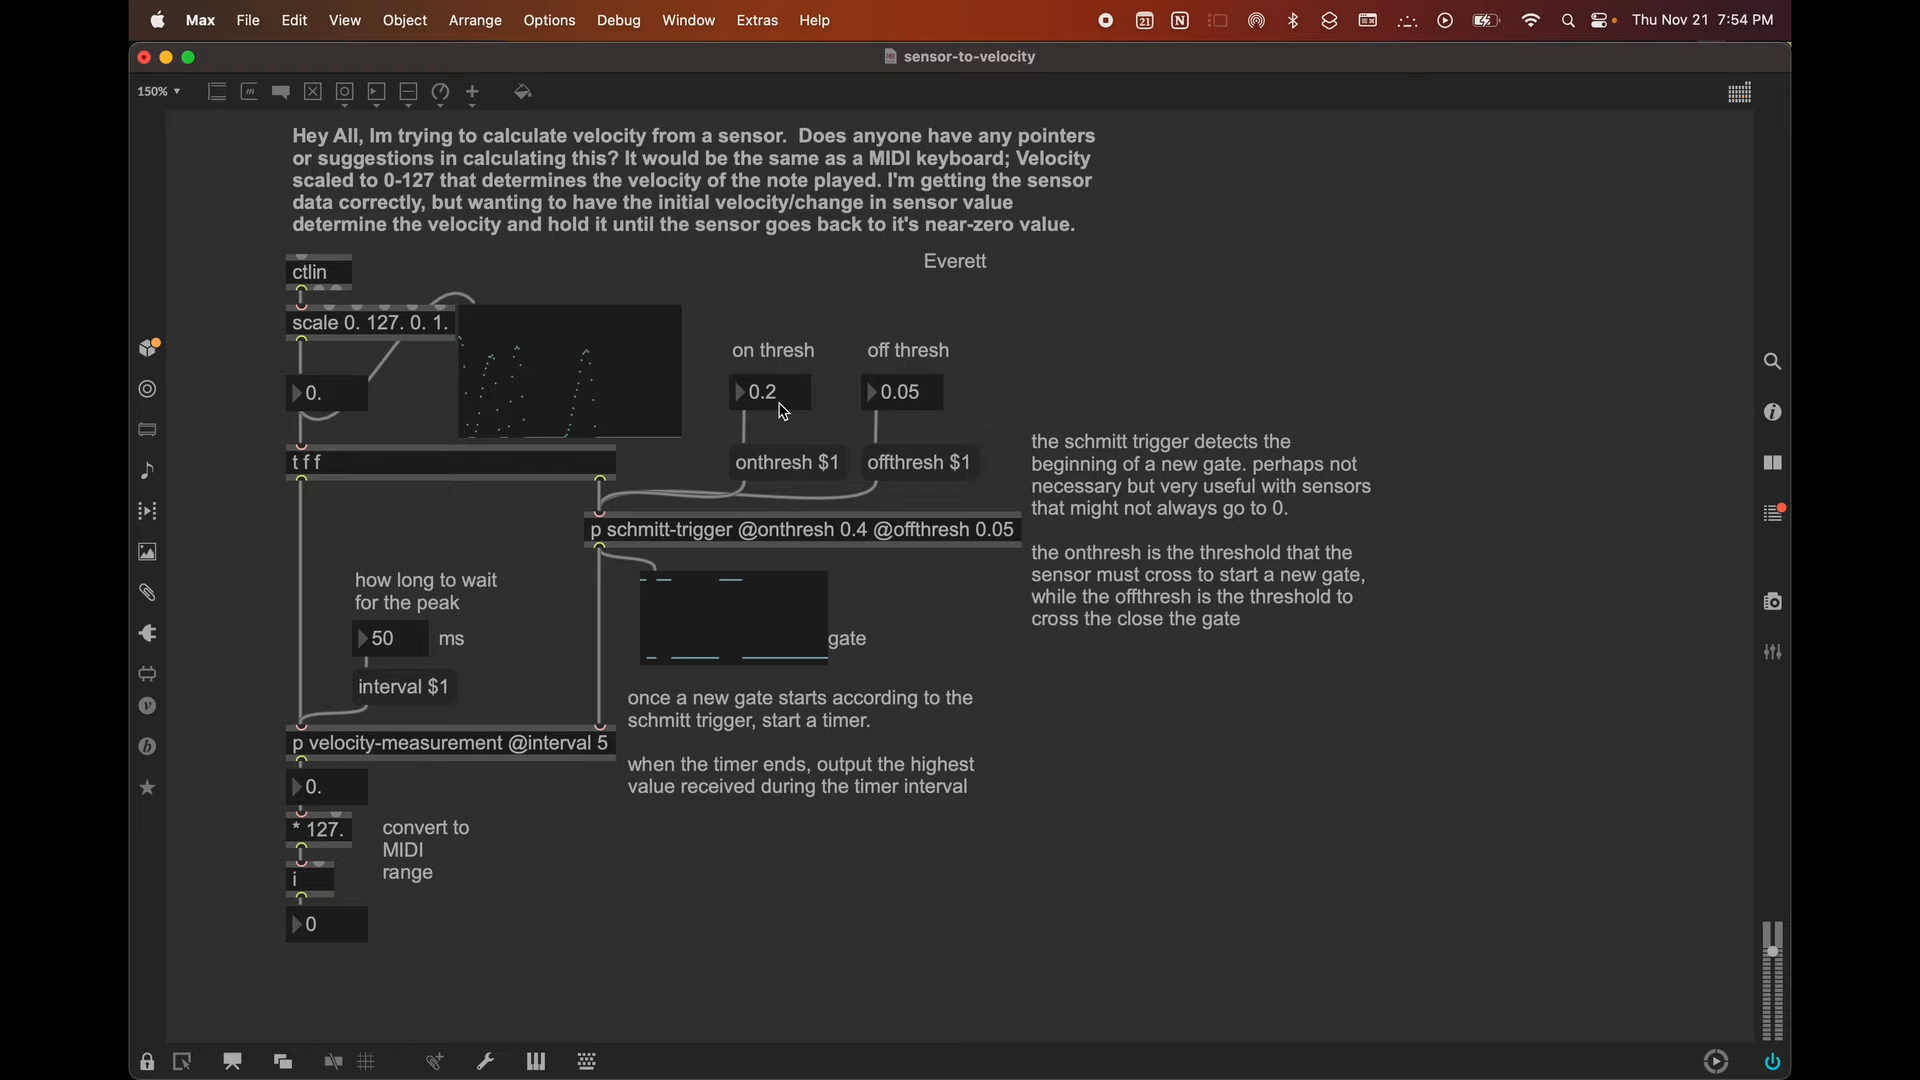 Max File Edit View Object Arrange Options Debug Window Extras Help
21
Thu Nov 21 7:54 PM
sensor-to-velocity
150%
Hey All, Im trying to calculate velocity from a sensor. Does anyone have any pointers
or suggestions in calculating this? It would be the same as a MIDI keyboard; Velocity
scaled to 0-127 that determines the velocity of the note played. I'm getting the sensor
data correctly, but wanting to have the initial velocity/change in sensor value
determine the velocity and hold it until the sensor goes back to it's near-zero value.
Everett
ctlin
scale 0. 127. 0. 1.
on thresh
off thresh
0.
0.2
0.05
t f f
onthresh $1
offthresh $1
the schmitt trigger detects the
beginning of a new gate. perhaps not
necessary but very useful with sensors
that might not always go to 0.
p schmitt-trigger @onthresh 0.4 @offthresh 0.05
the onthresh is the threshold that the
sensor must cross to start a new gate,
while the offthresh is the threshold to
cross the close the gate
how long to wait
for the peak
50
ms
gate
interval $1
once a new gate starts according to the
schmitt trigger, start a timer.
p velocity-measurement @interval 5
when the timer ends, output the highest
value received during the timer interval
0.
* 127.
convert to
MIDI
range
i
0